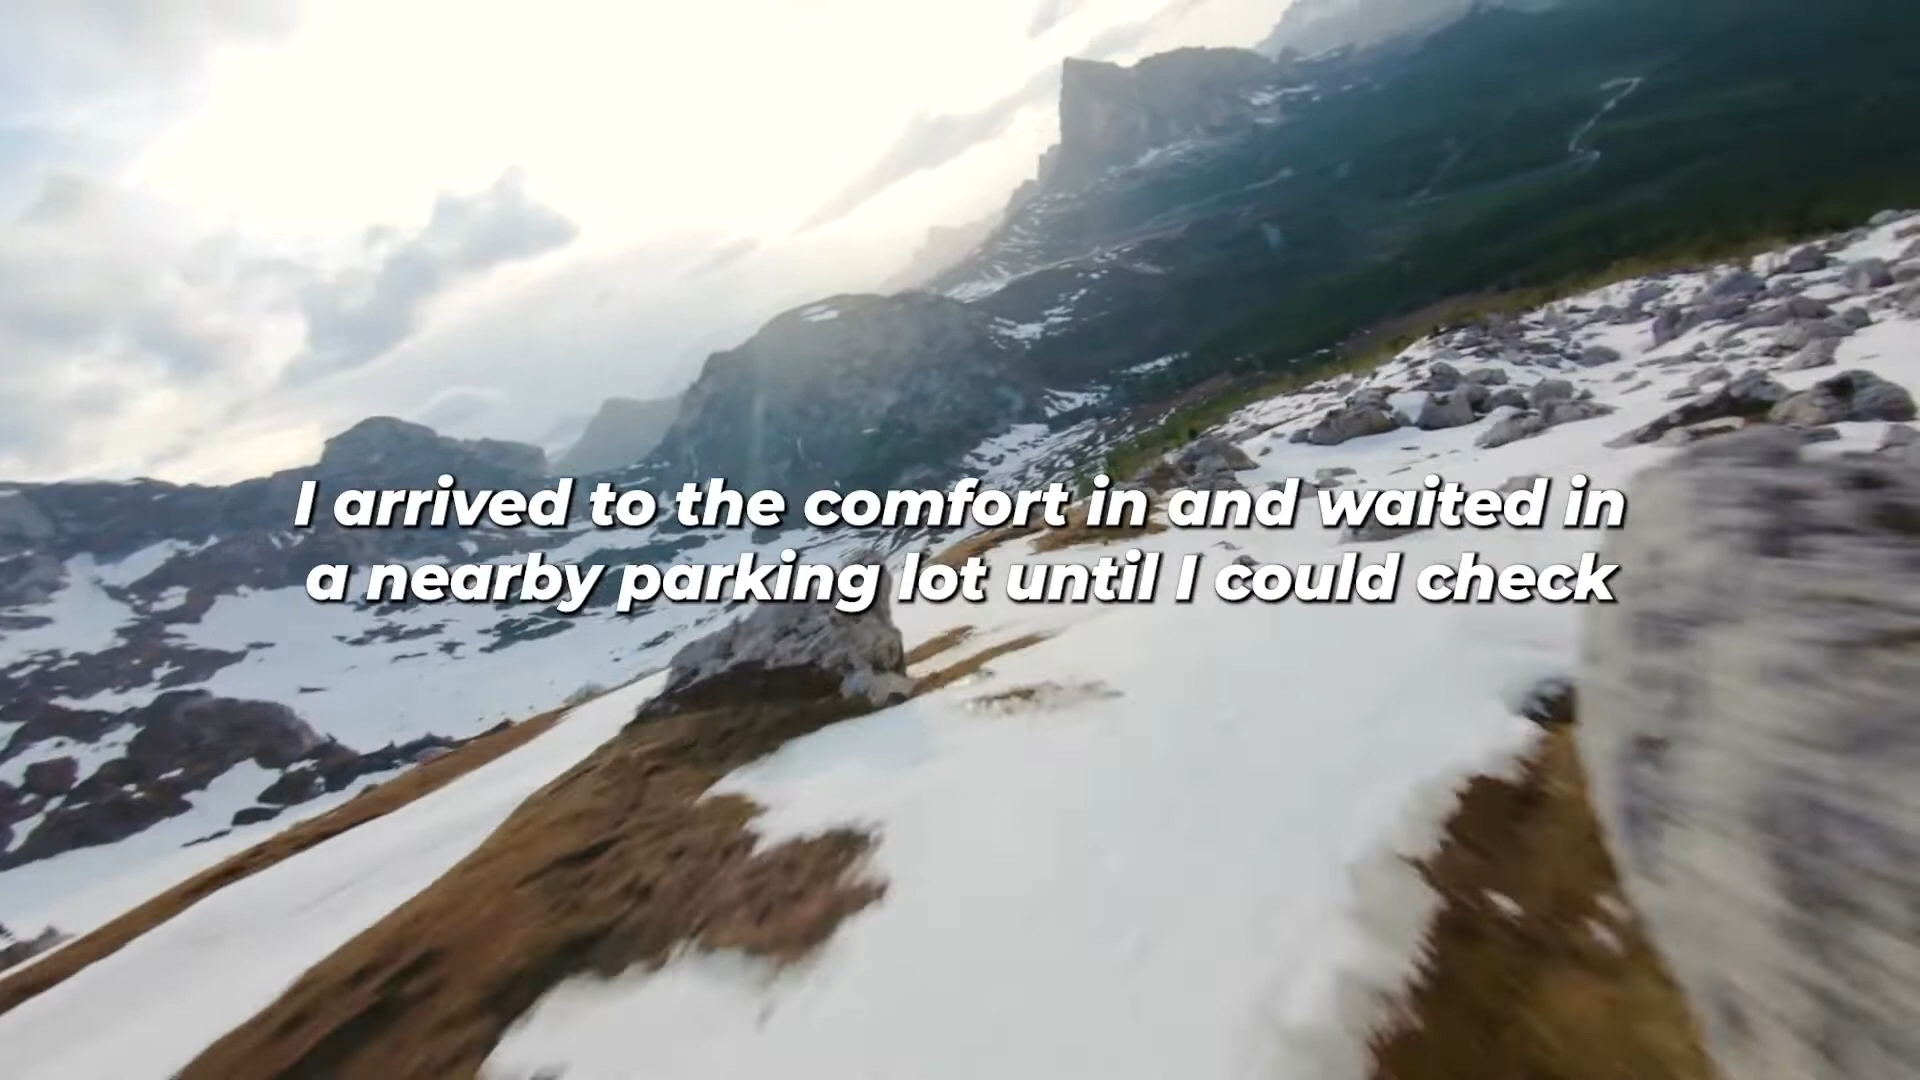 I arrived to the comfort in and waited in
a nearby parking lot until I could check